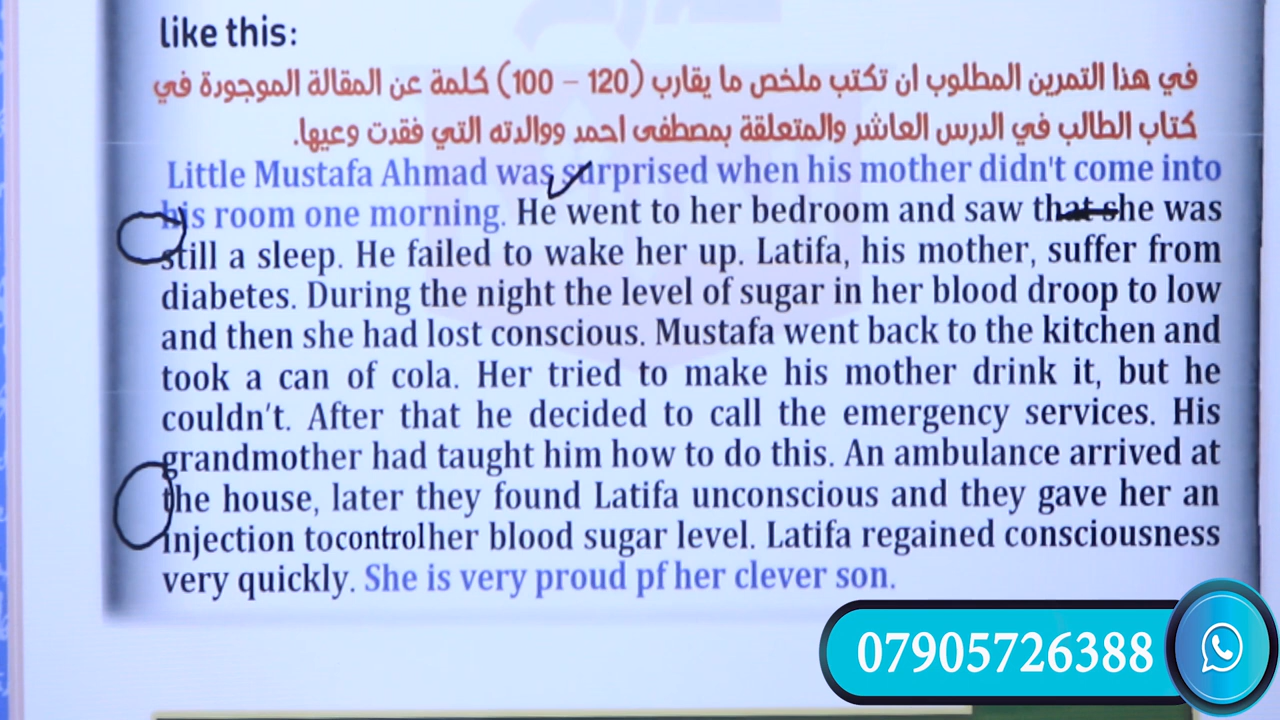 like this:
في هذا التمرين المطلوب ان تكتب ملخص ما يقارب (120 – 100) كلمة عن المقالة الموجودة في
كتاب الطالب في الدرس العاشر والمتعلقة بمصطفى احمد ووالدته التي فقدت وعيها.
Little Mustafa Ahmad was surprised when his mother didn't come into
his room one morning. He went to her bedroom and saw that she was
still a sleep. He failed to wake her up. Latifa, his mother, suffer from
diabetes. During the night the level of sugar in her blood droop to low
and then she had lost conscious. Mustafa went back to the kitchen and
took a can of cola. Her tried to make his mother drink it, but he
couldn't. After that he decided to call the emergency services. His
grandmother had taught him how to do this. An ambulance arrived at
the house, later they found Latifa unconscious and they gave her an
injection tocontrolher blood sugar level. Latifa regained consciousness
very quickly. She is very proud pf her clever son.
07905726388